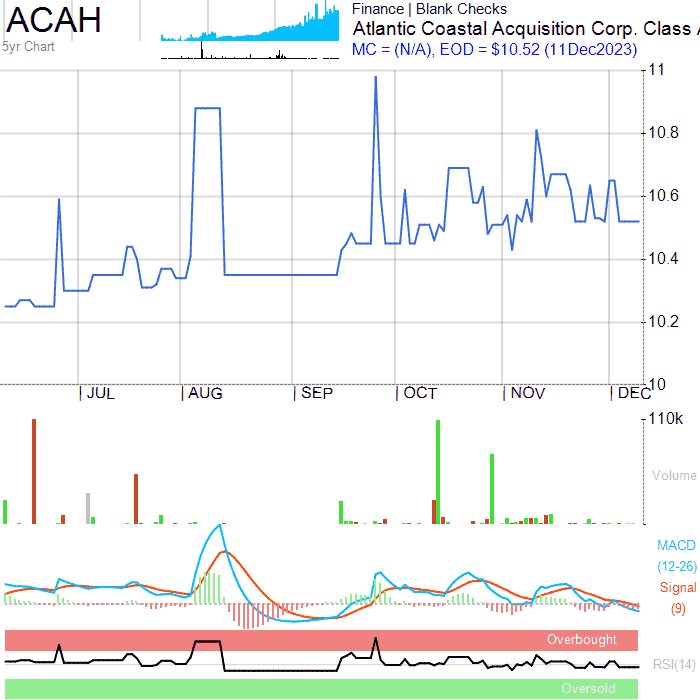 ACAH
5yr Chart
Finance | Blank Checks
Atlantic Coastal Acquisition Corp. Class A
MC = (N/A), EOD = $10.52 (11Dec2023)
11
10.8
10.6
10.4
10.2
10
JUL
AUG
SEP
OCT
NOV
DEC
110k
Volume
MACD
(12-26)
Signal
(9)
Overbought
RSI(14)
Oversold